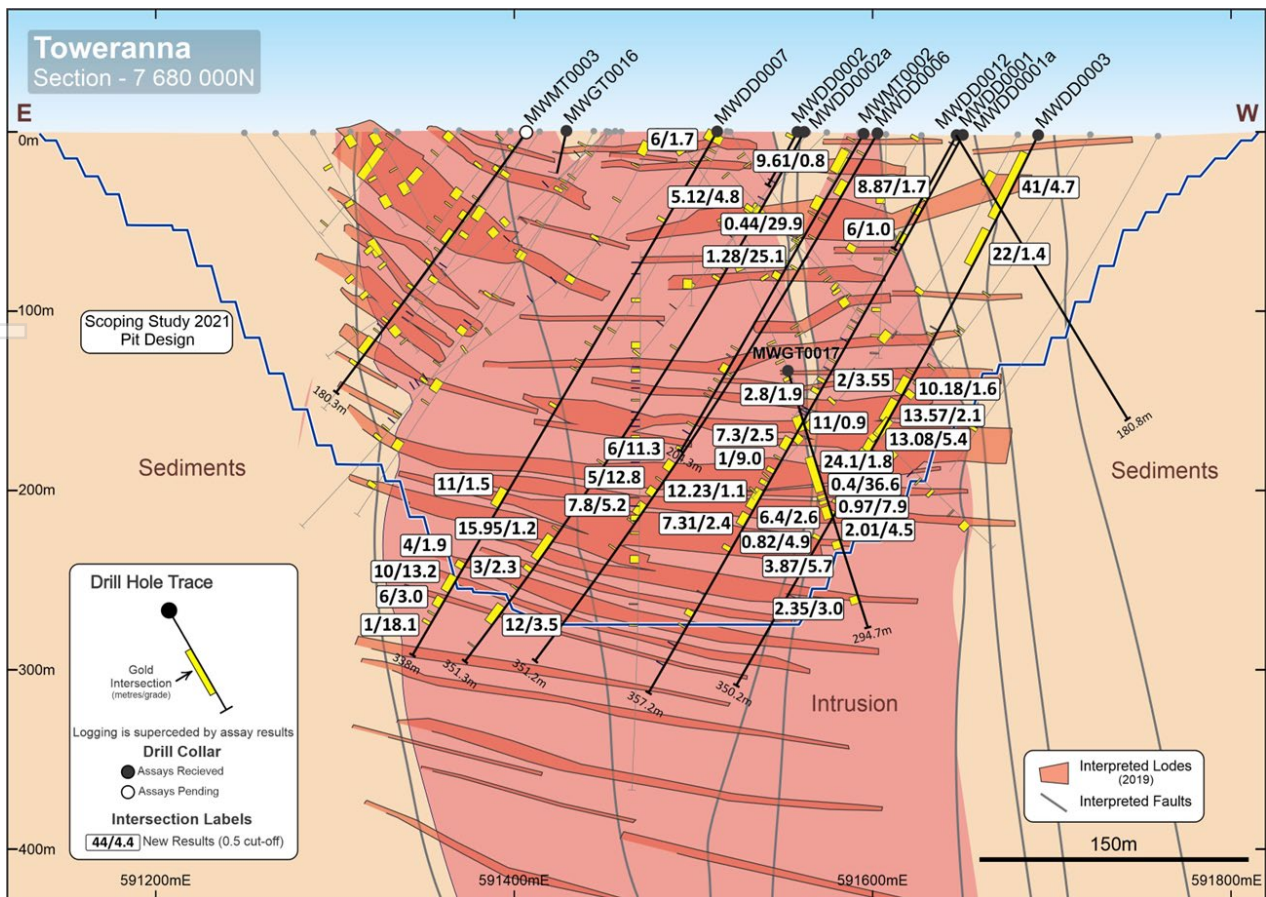 Toweranna
Section - 7 680 000N
E
W
MWMT0003
MWGT0016
MWDD0007
MWDD0002
MWDD0002a
MWMT0002
MWDD0006
MWDD0012
MWDD0001
MWDD0001a
MWDD0003
0m
100m
200m
300m
400m
6/1.7
9.61/0.8
5.12/4.8
8.87/1.7
41/4.7
0.44/29.9
6/1.0
1.28/25.1
22/1.4
Scoping Study 2021
Pit Design
MWGT0017
2/3.55
2.8/1.9
10.18/1.6
180.3m
11/0.9
13.57/2.1
180.8m
7.3/2.5
13.08/5.4
6/11.3
1/9.0
24.1/1.8
Sediments
Sediments
5/12.8
0.4/36.6
11/1.5
12.23/1.1
0.97/7.9
7.8/5.2
6.4/2.6
2.01/4.5
15.95/1.2
7.31/2.4
0.82/4.9
4/1.9
3/2.3
3.87/5.7
10/13.2
6/3.0
2.35/3.0
1/18.1
12/3.5
294.7m
338m
351.3m
351.2m
357.2m
350.2m
Intrusion
Drill Hole Trace
Gold
Intersection
(metres/grade)
Logging is superceded by assay results
Drill Collar
Assays Recieved
Assays Pending
Intersection Labels
44/4.4 New Results (0.5 cut-off)
Interpreted Lodes
(2019)
Interpreted Faults
150m
591200mE
591400mE
591600mE
591800mE